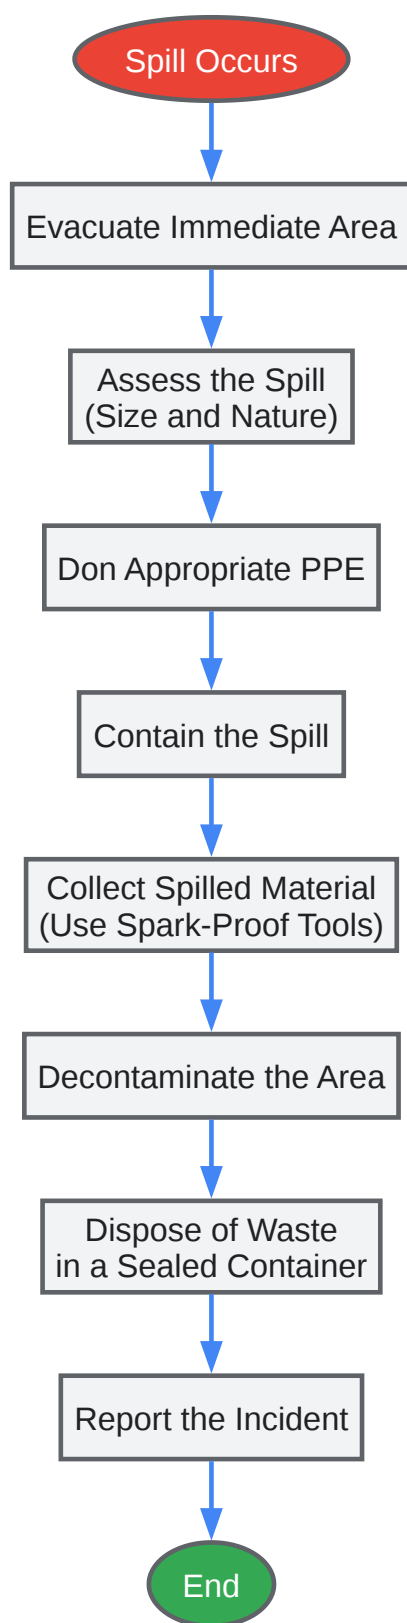 Spill Occurs
Evacuate Immediate Area
Assess the Spill
(Size and Nature)
Don Appropriate PPE
Contain the Spill
Collect Spilled Material
(Use Spark-Proof Tools)
Decontaminate the Area
Dispose of Waste
in a Sealed Container
Report the Incident
End